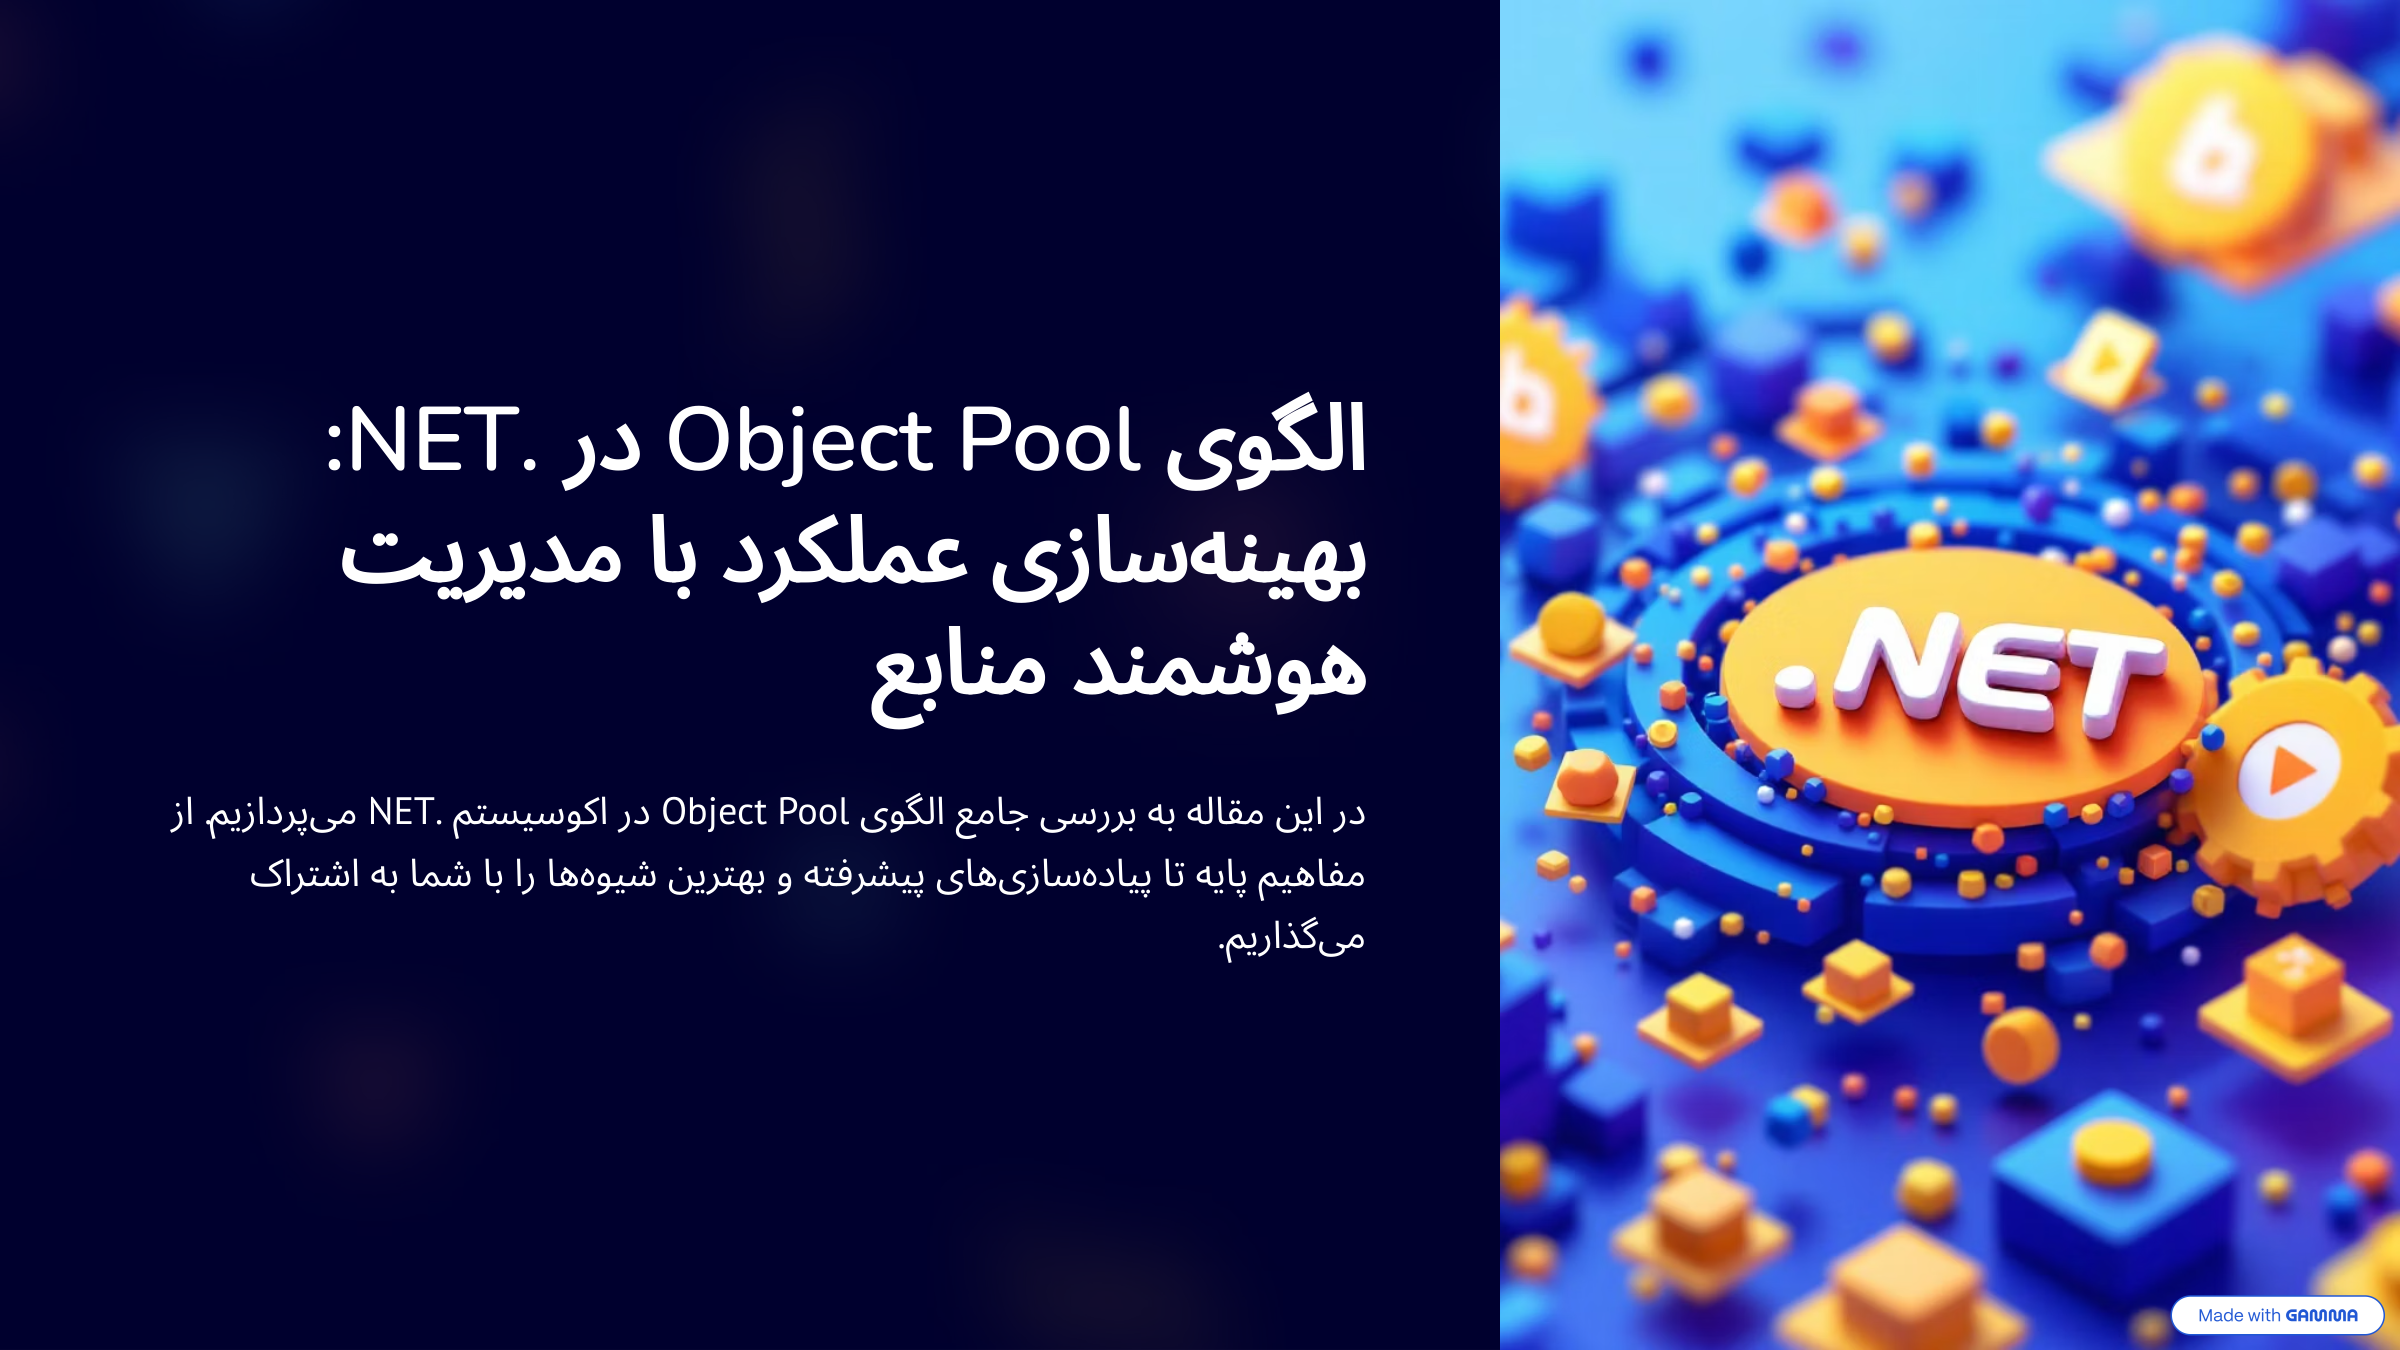 الگوی Object Pool در .NET:
بهینه‌سازی عملکرد با مدیریت
هوشمند منابع
در این مقاله به بررسی جامع الگوی Object Pool در اکوسیستم .NET می‌پردازیم. از
مفاهیم پایه تا پیاده‌سازی‌های پیشرفته و بهترین شیوه‌ها را با شما به اشتراک
می‌گذاریم.
.NET
Made with GAMMA